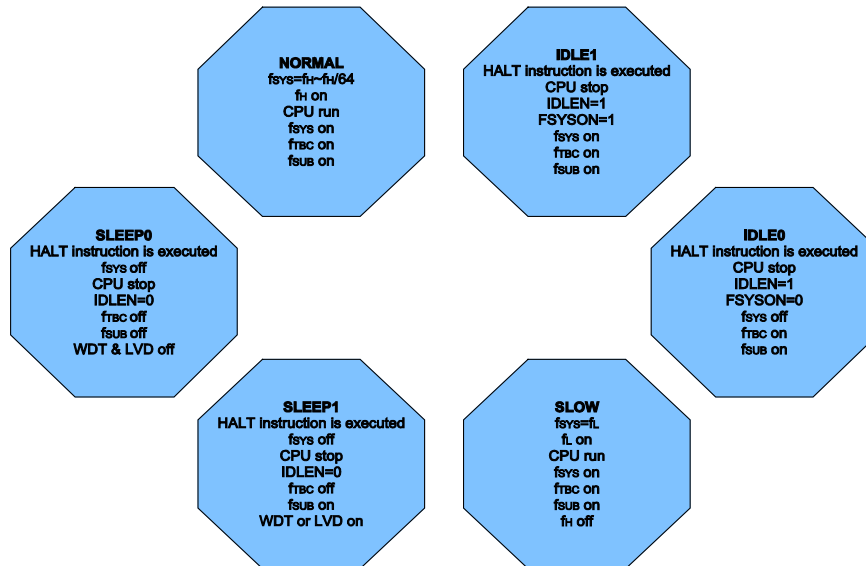 NORMAL
fSYS=fH~fH/64
fH on
CPU run
fSYS on
fTBC on
fSUB on
IDLE1
HALT instruction is executed
CPU stop
IDLEN=1
FSYSON=1
fSYS on
fTBC on
fSUB on
SLEEP0
HALT instruction is executed
fSYS off
CPU stop
IDLEN=0
fTBC off
fSUB off
WDT & LVD off
IDLE0
HALT instruction is executed
CPU stop
IDLEN=1
FSYSON=0
fSYS off
fTBC on
fSUB on
SLEEP1
HALT instruction is executed
fSYS off
CPU stop
IDLEN=0
fTBC off
fSUB on
WDT or LVD on
SLOW
fSYS=fL
fL on
CPU run
fSYS on
fTBC on
fSUB on
fH off